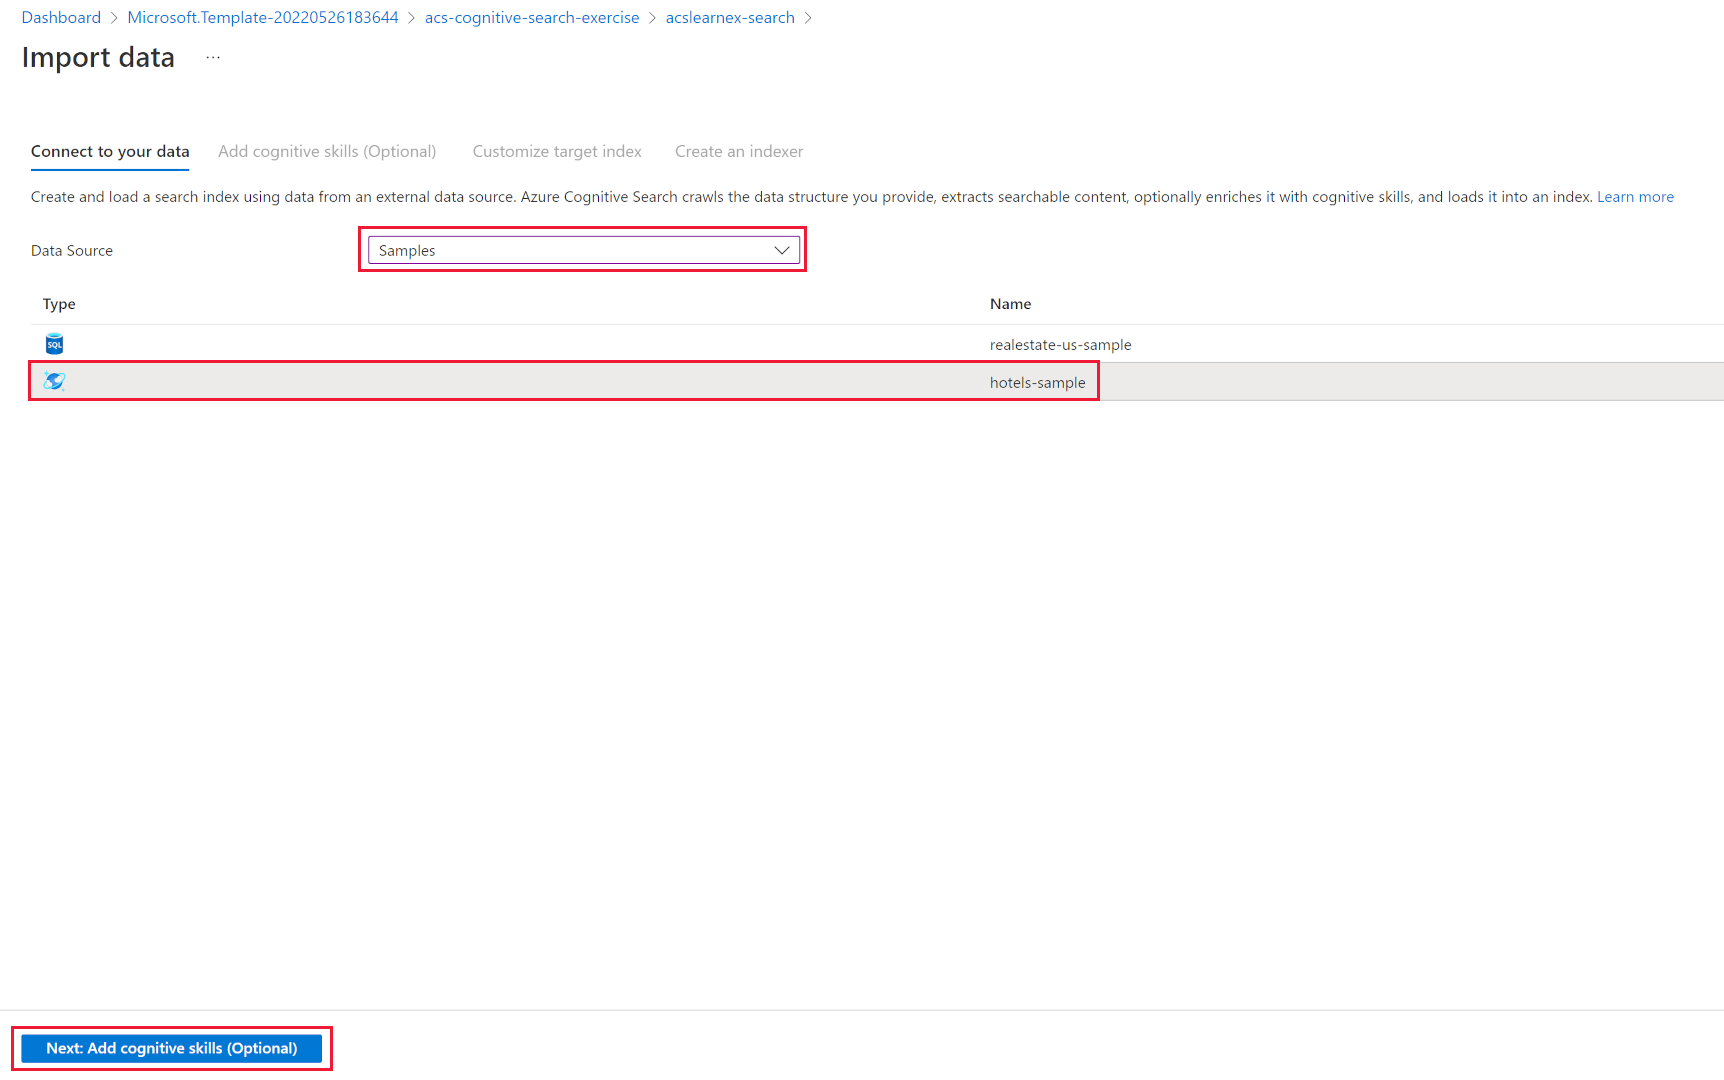 Dashboard > Microsoft.Template-20220526183644 > acs-cognitive-search-exercise > acslearnex-search >
Import data ...
Connect to your data Add cognitive skills (Optional) Customize target index Create an indexer
Create and load a search index using data from an external data source. Azure Cognitive Search crawls the data structure you provide, extracts searchable content, optionally enriches it with cognitive skills, and loads it into an index. Learn more
Data Source Samples
Type Name
SQL realestate-us-sample
hotels-sample
Next: Add cognitive skills (Optional)